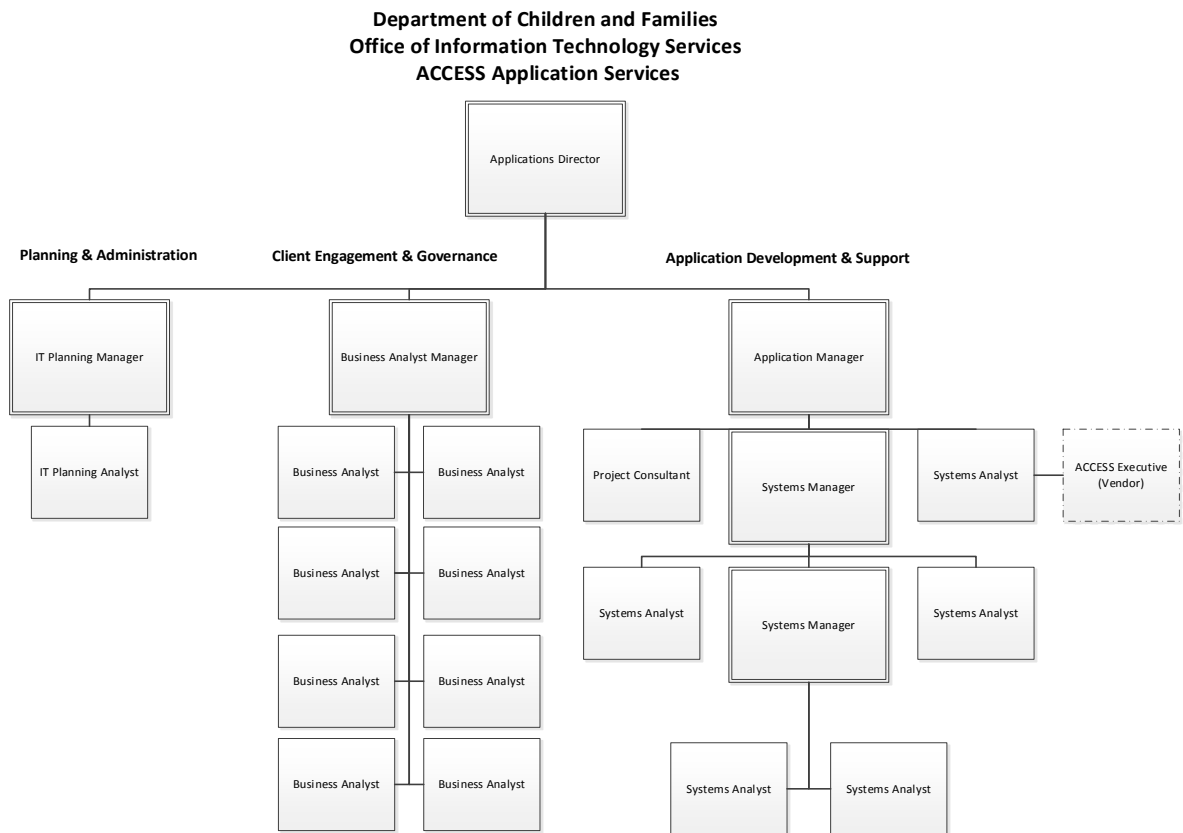 Department of Children and Families
Office of Information Technology Services
ACCESS Application Services
Applications Director
Planning & Administration
Client Engagement & Governance
Application Development & Support
IT Planning Manager
Business Analyst Manager
Application Manager
IT Planning Analyst
Business Analyst
Business Analyst
Project Consultant
Systems Manager
Systems Analyst
ACCESS Executive
(Vendor)
Business Analyst
Business Analyst
Systems Analyst
Systems Manager
Systems Analyst
Business Analyst
Business Analyst
Business Analyst
Business Analyst
Systems Analyst
Systems Analyst